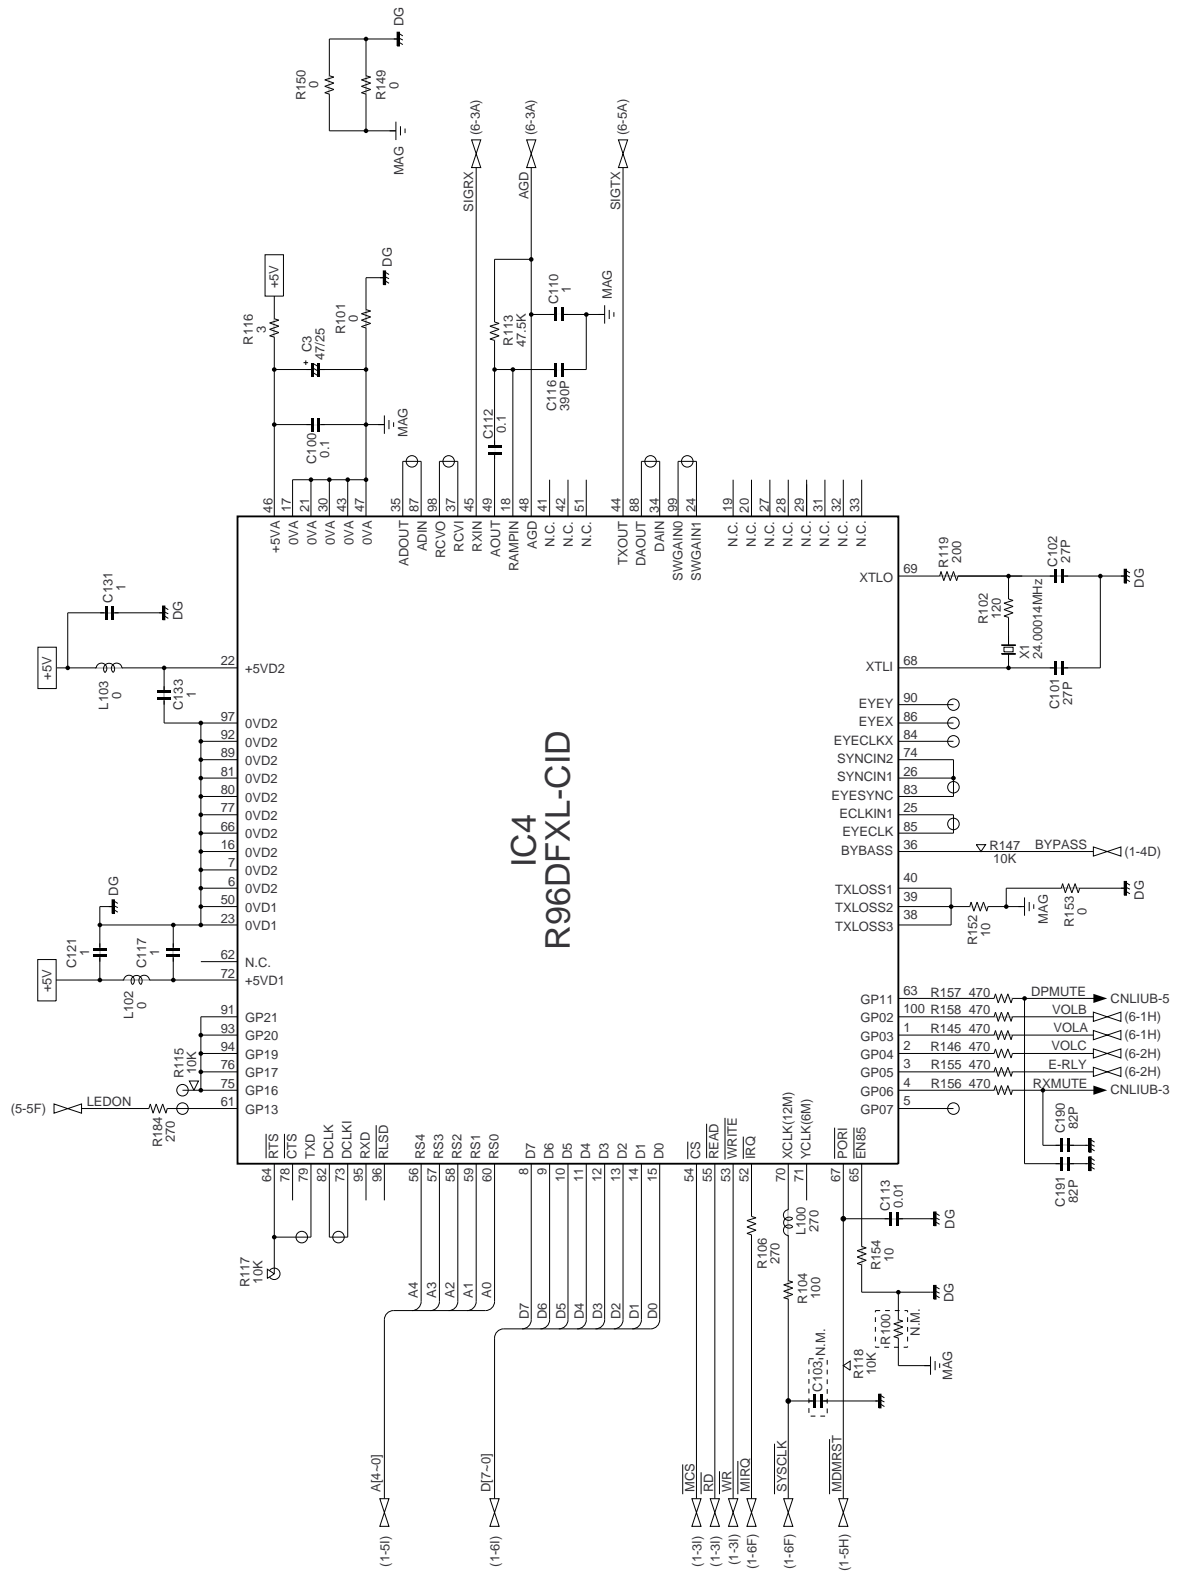 R150
0
R149
0
DG
MAG
SIGRX
(6-3A)
AGD
(6-3A)
SIGTX
(6-5A)
+5V
R116
3
C3
+
47/25
R101
0
DG
C100
0.1
MAG
R113
47.5K
C110
1
C112
0.1
C116
390P
MAG
46
17
21
30
43
47
35
87
98
37
45
49
18
48
41
42
51
44
88
34
99
24
19
20
27
28
29
31
32
33
+5VA
0VA
0VA
0VA
0VA
0VA
ADOUT
ADIN
RCVO
RCVI
RXIN
AOUT
RAMPIN
AGD
N.C.
N.C.
N.C.
TXOUT
DAOUT
DAIN
SWGAIN0
SWGAIN1
N.C.
N.C.
N.C.
N.C.
N.C.
N.C.
N.C.
N.C.
C131
1
DG
+5V
L103
0
C133
1
22 +5VD2
97 0VD2
92 0VD2
89 0VD2
81 0VD2
80 0VD2
77 0VD2
66 0VD2
16 0VD2
7 0VD2
6 0VD2
50 0VD1
23 0VD1
62 N.C.
72 +5VD1
DG
C121
1
C117
1
+5V
L102
0
91 GP21
93 GP20
94 GP19
76 GP17
75 GP16
61 GP13
R115
10K
(5-5F)
LEDON
R184
270
IC4
R96DFXL-CID
XTLO 69
R119
200
C102
27P
R102
120
X1
24.00014MHz
DG
XTLI 68
C101
27P
EYEY 90
EYEX 86
EYECLKX 84
SYNCIN2 74
SYNCIN1 26
EYESYNC 83
ECLKIN1 25
EYECLK 85
BYBASS 36
R147
10K
BYPASS
(1-4D)
TXLOSS1 40
TXLOSS2 39
TXLOSS3 38
R152
10
MAG
R153
0
DG
GP11 63 R157 470 DPMUTE CNLIUB-5
GP02 100 R158 470 VOLB (6-1H)
GP03 1 R145 470 VOLA (6-1H)
GP04 2 R146 470 VOLC (6-2H)
GP05 3 R155 470 E-RLY (6-2H)
GP06 4 R156 470 RXMUTE CNLIUB-3
GP07 5
C190
82P
C191
82P
RTS
CTS
TXD
DCLK
DCLKI
RXD
RLSD
RS4
RS3
RS2
RS1
RS0
D7
D6
D5
D4
D3
D2
D1
D0
CS
READ
WRITE
IRQ
XCLK(12M)
YCLK(6M)
PORI
EN85
64
78
79
82
73
95
96
56
57
58
59
60
8
9
10
11
12
13
14
15
54
55
53
52
70
71
67
65
R117
10K
A4
A3
A2
A1
A0
D7
D6
D5
D4
D3
D2
D1
D0
R106
270
L100
270
R104
100
C113
0.01
DG
R154
10
DG
R100
N.M.
MAG
R118
10K
C103
N.M.
A[4~0]
(1-5I)
D[7~0]
(1-6I)
MCS
(1-3I)
RD
(1-3I)
WR
(1-3I)
MIRQ
(1-6F)
SYSCLK
(1-6F)
MDMRST
(1-5H)